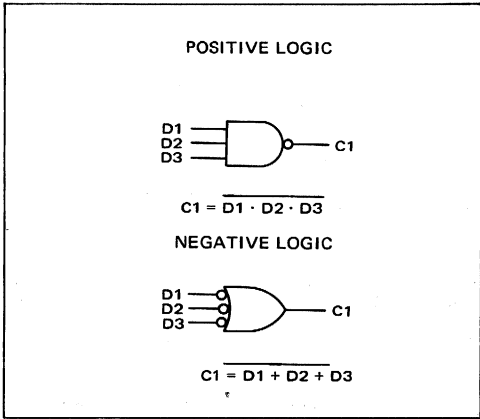 POSITIVE LOGIC
D1
D2
D3
C1
C1 = D1 · D2 · D3
NEGATIVE LOGIC
D1
D2
D3
C1
C1 = D1 + D2 + D3